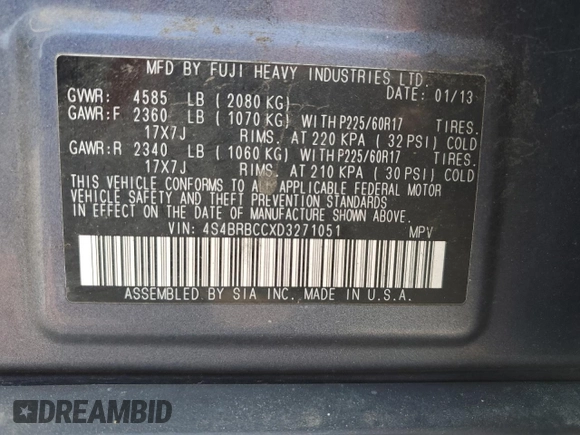 MFD BY FUJI HEAVY INDUSTRIES LTD.
GVWR: 4585 LB ( 2080 KG) DATE: 01/13
GAWR:F 2360 LB ( 1070 KG) WITH P225/60R17 TIRES.
17X7J RIMS. AT 220 KPA ( 32 PSI) COLD
GAWR:R 2340 LB ( 1060 KG) WITH P225/60R17 TIRES.
17X7J RIMS. AT 210 KPA ( 30 PSI) COLD
THIS VEHICLE CONFORMS TO ALL APPLICABLE FEDERAL MOTOR
VEHICLE SAFETY AND THEFT PREVENTION STANDARDS
IN EFFECT ON THE DATE OF MANUFACTURE SHOWN ABOVE.
VIN: 4S4BRBCCXD3271051 MPV
ASSEMBLED BY SIA INC., MADE IN U.S.A.
DREAMBID